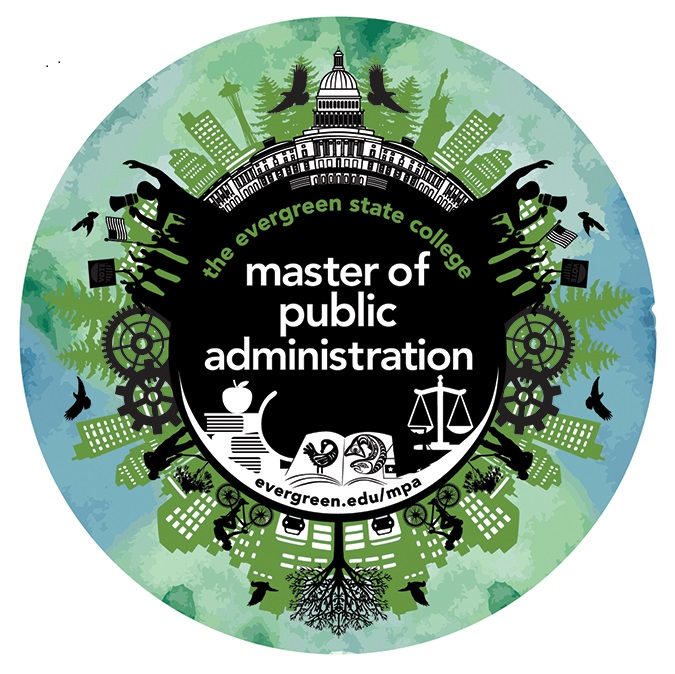 the evergreen state college
master of
public
administration
evergreen.edu/mpa